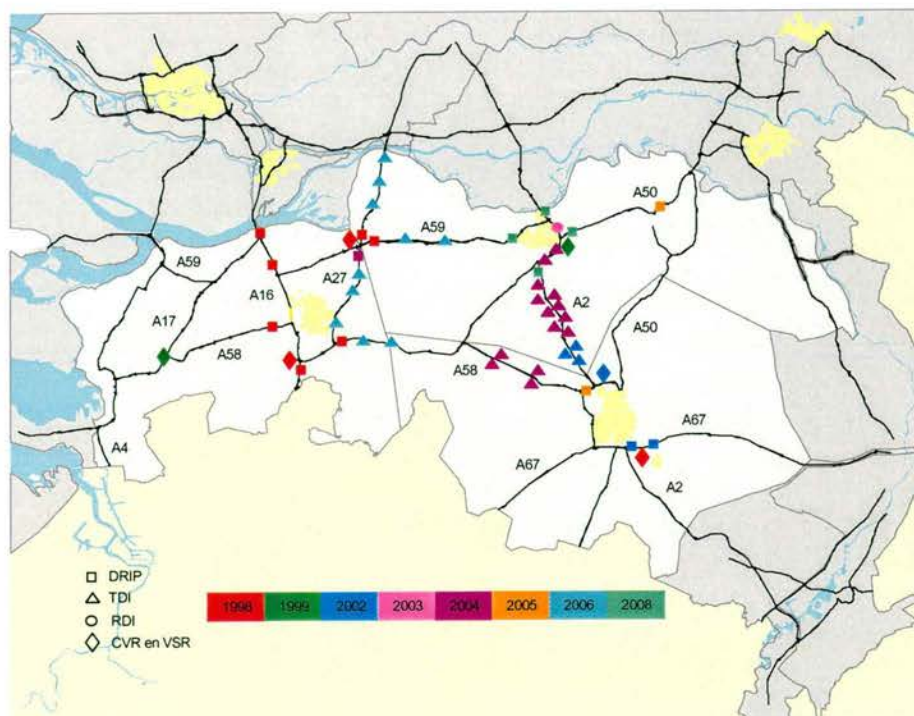 A50
A59
A59
A27
A16
A2
A17
A50
A58
A58
A67
A4
A67
A2
DRIP
TDI
RDI
CVR en VSR
1998 1999 2002 2003 2004 2005 2006 2008